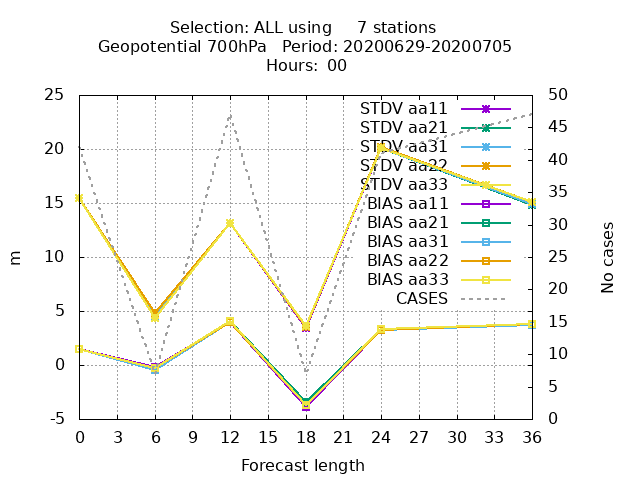 Selection: ALL using     7 stations
Geopotential 700hPa   Period: 20200629-20200705
Hours: 00
25
20
15
10
5
0
-5
m
50
45
40
35
30
25
20
15
10
5
0
No cases
STDV aa11
STDV aa21
STDV aa31
STDV aa22
STDV aa33
BIAS aa11
BIAS aa21
BIAS aa31
BIAS aa22
BIAS aa33
CASES
0 3 6 9 12 15 18 21 24 27 30 33 36
Forecast length